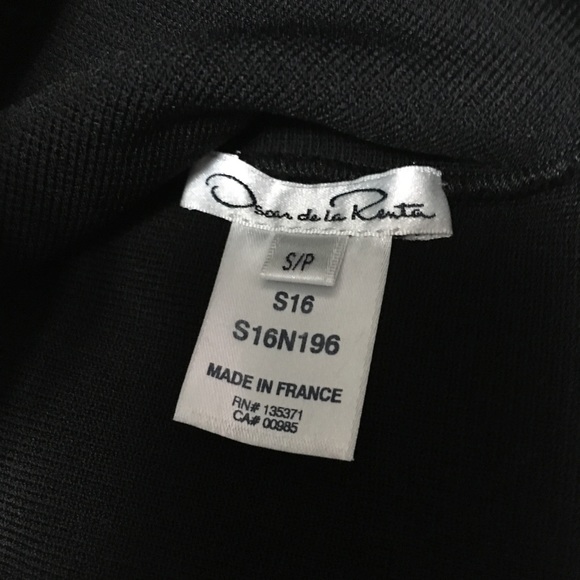 Oscar de la Renta
S/P
S16
S16N196
MADE IN FRANCE
RN# 135371
CA# 00985